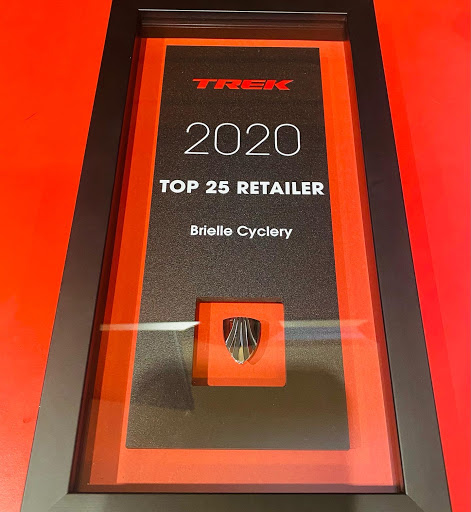 TREK
2020
TOP 25 RETAILER
Brielle Cyclery